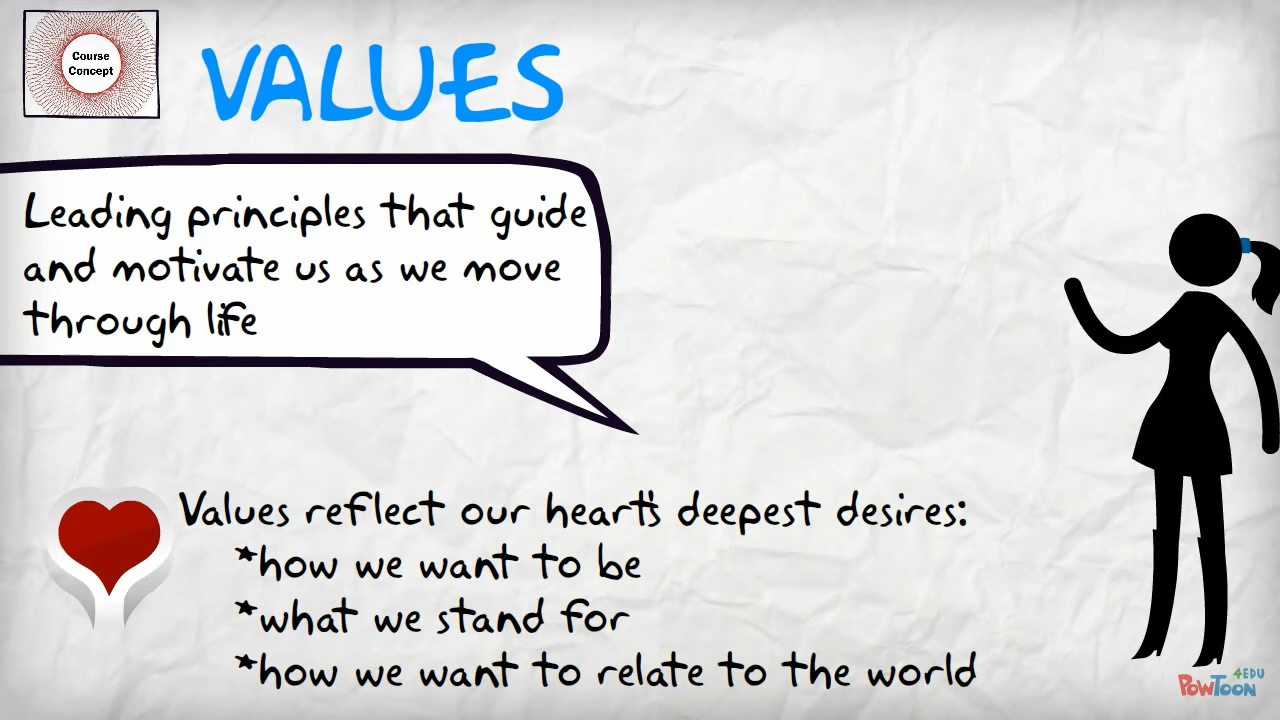 Course
Concept
VALUES
Leading principles that guide
and motivate us as we move
through life
Values reflect our heart's deepest desires:
*how we want to be
*what we stand for
*how we want to relate to the world
4EDU
POWTOON